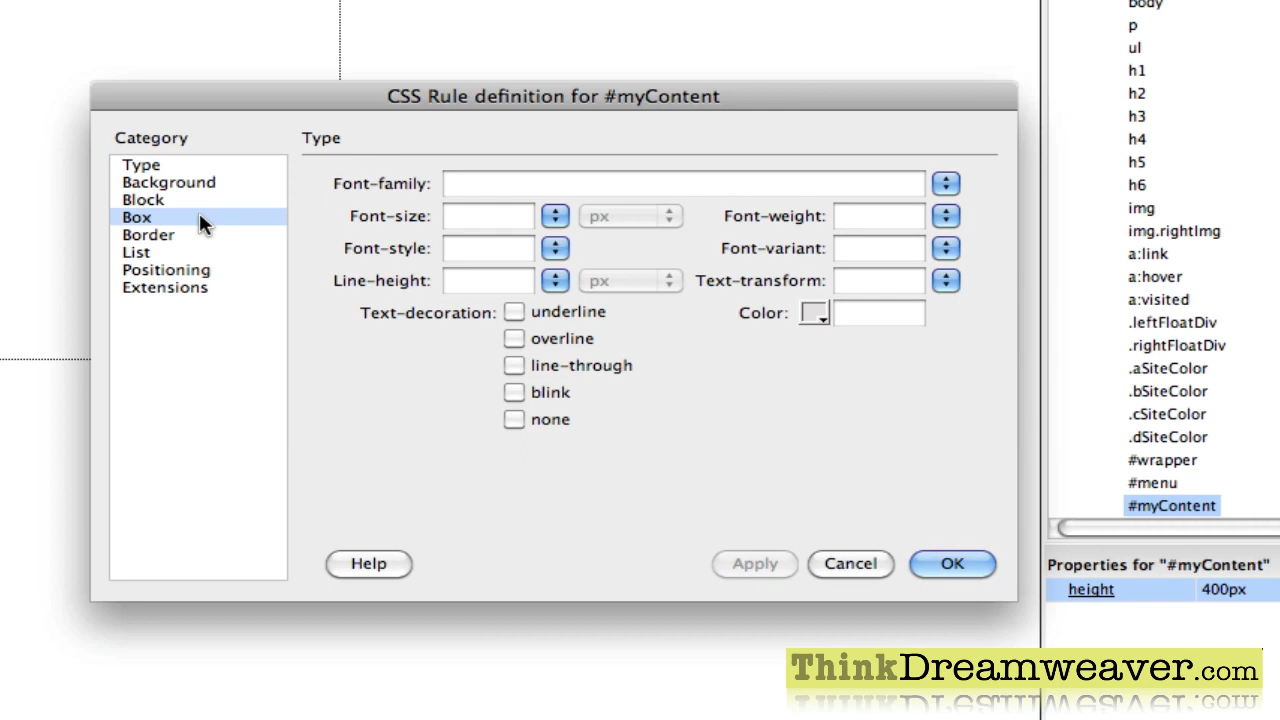 body
p
ul
h1
h2
h3
h4
h5
h6
img
img.rightImg
a:link
a:hover
a:visited
.leftFloatDiv
.rightFloatDiv
.aSiteColor
.bSiteColor
.cSiteColor
.dSiteColor
#wrapper
#menu
#myContent
CSS Rule definition for #myContent
Category
Type
Background
Block
Box
Border
List
Positioning
Extensions
Type
Font-family:
Font-size: px Font-weight:
Font-style: Font-variant:
Line-height: px Text-transform:
Text-decoration: underline Color:
overline
line-through
blink
none
Help Apply Cancel OK
Properties for "#myContent"
height 400px
ThinkDreamweaver.com